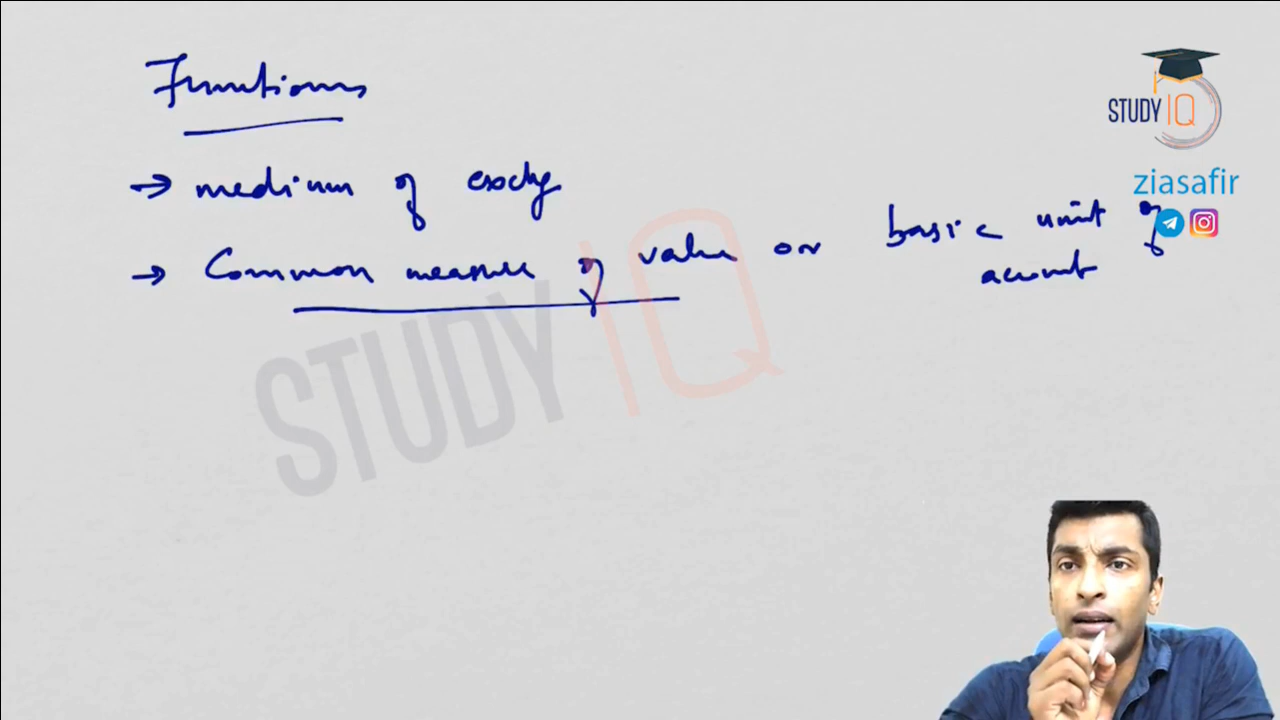 Functions
→ medium of exchg
→ Common measure of value or basic unit of
account
STUDY IQ
ziasafir
STUDY IQ